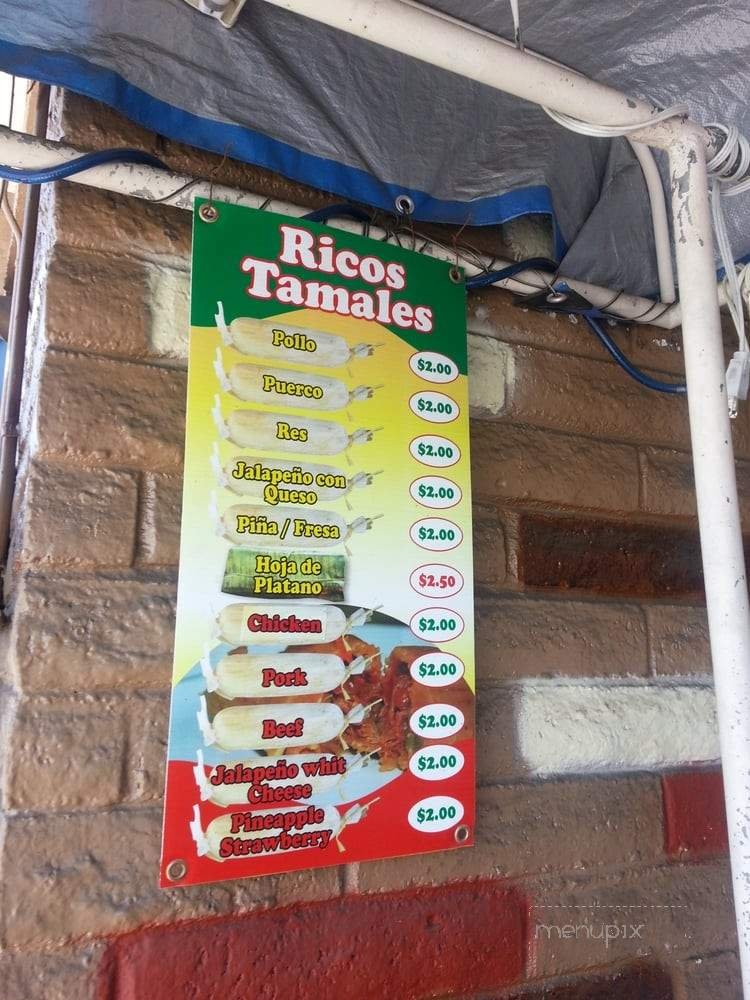 Ricos
Tamales
Pollo $2.00
Puerco $2.00
Res $2.00
Jalapeño con
Queso $2.00
Piña / Fresa $2.00
Hoja de
Platano $2.50
Chicken $2.00
Pork $2.00
Beef $2.00
Jalapeño whit
Cheese $2.00
Pineapple
Strawberry $2.00
menupix